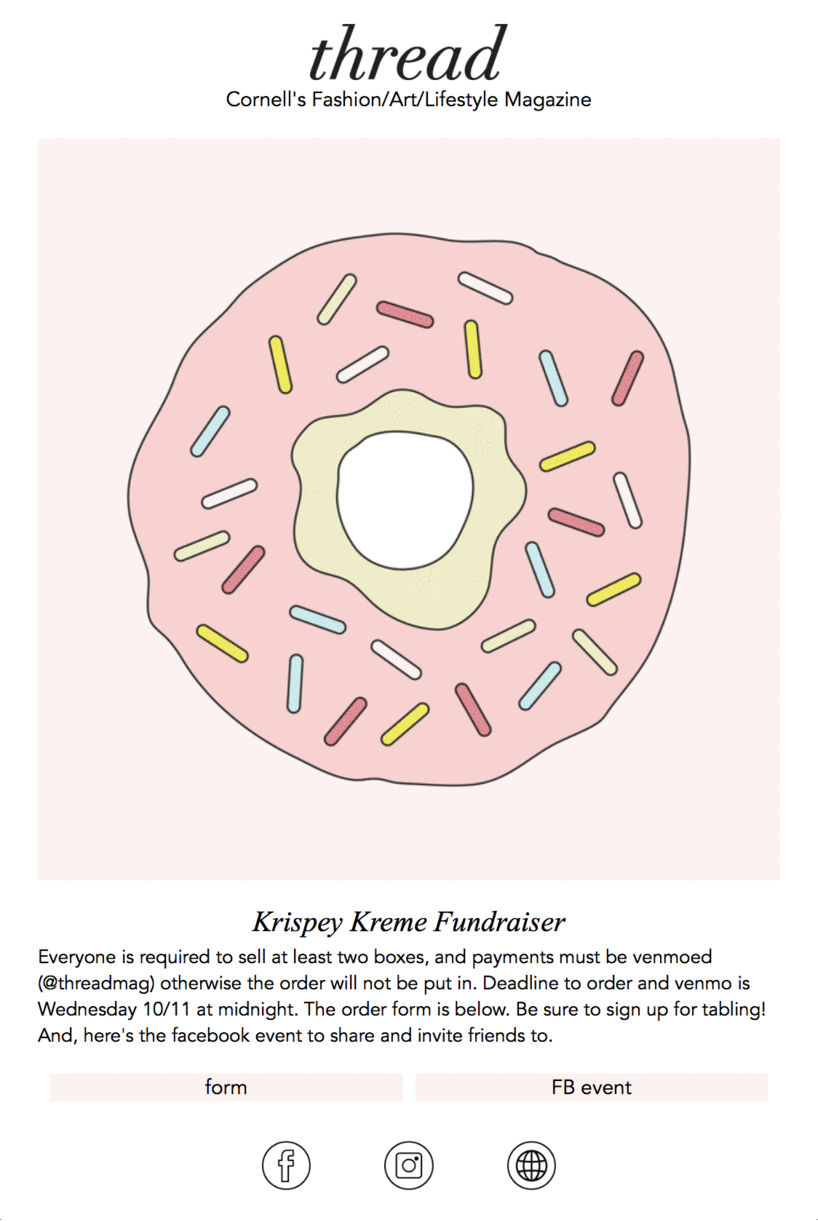 thread
Cornell's Fashion/Art/Lifestyle Magazine
Krispey Kreme Fundraiser
Everyone is required to sell at least two boxes, and payments must be venmoed
(@threadmag) otherwise the order will not be put in. Deadline to order and venmo is
Wednesday 10/11 at midnight. The order form is below. Be sure to sign up for tabling!
And, here's the facebook event to share and invite friends to.
form
FB event